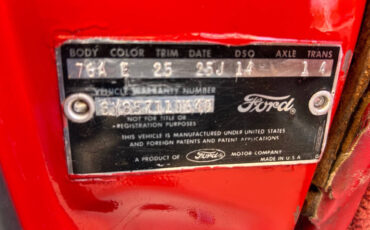 BODY COLOR TRIM DATE DSO AXLE TRANS
76A 25 25J 14 1 4
VEHICLE WARRANTY NUMBER
Ford
NOT FOR TITLE OR
REGISTRATION PURPOSES
THIS VEHICLE IS MANUFACTURED UNDER UNITED STATES
AND FOREIGN PATENTS AND PATENT APPLICATIONS
A PRODUCT OF Ford MOTOR COMPANY
MADE IN U.S.A